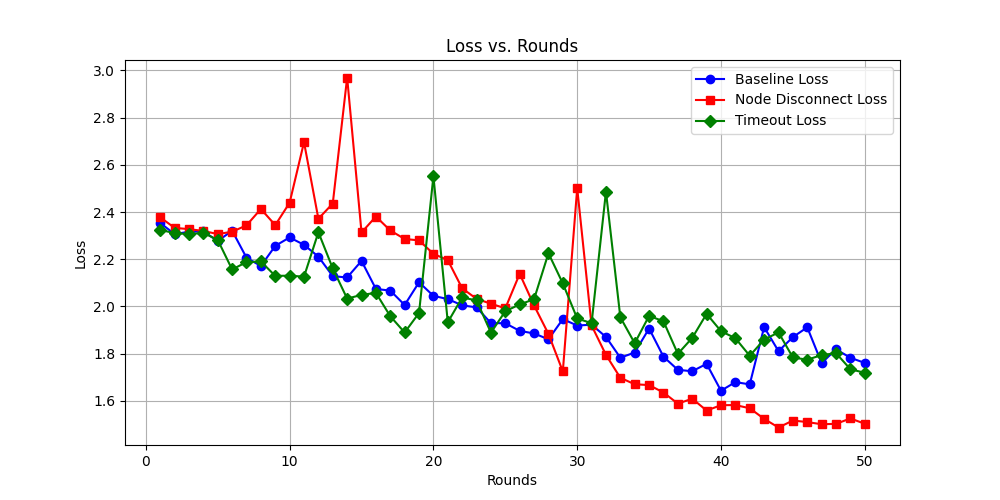 Loss vs. Rounds
3.0
2.8
2.6
2.4
2.2
2.0
1.8
1.6
Loss
Baseline Loss
Node Disconnect Loss
Timeout Loss
0 10 20 30 40 50
Rounds